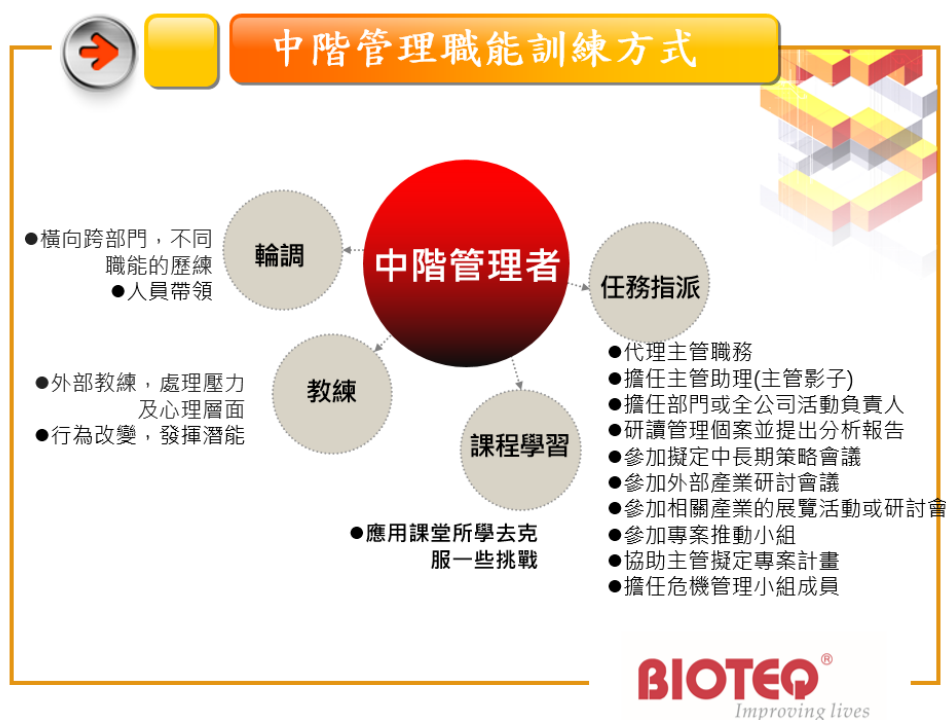 中階管理職能訓練方式
中階管理者
輪調
●橫向跨部門，不同
職能的歷練
●人員帶領
教練
●外部教練，處理壓力
及心理層面
●行為改變，發揮潛能
課程學習
●應用課堂所學去克
服一些挑戰
任務指派
●代理主管職務
●擔任主管助理(主管影子)
●擔任部門或全公司活動負責人
●研讀管理個案並提出分析報告
●參加擬定中長期策略會議
●參加外部產業研討會議
●參加相關產業的展覽活動或研討會
●參加專案推動小組
●協助主管擬定專案計畫
●擔任危機管理小組成員
BIOTEQ®
Improving lives